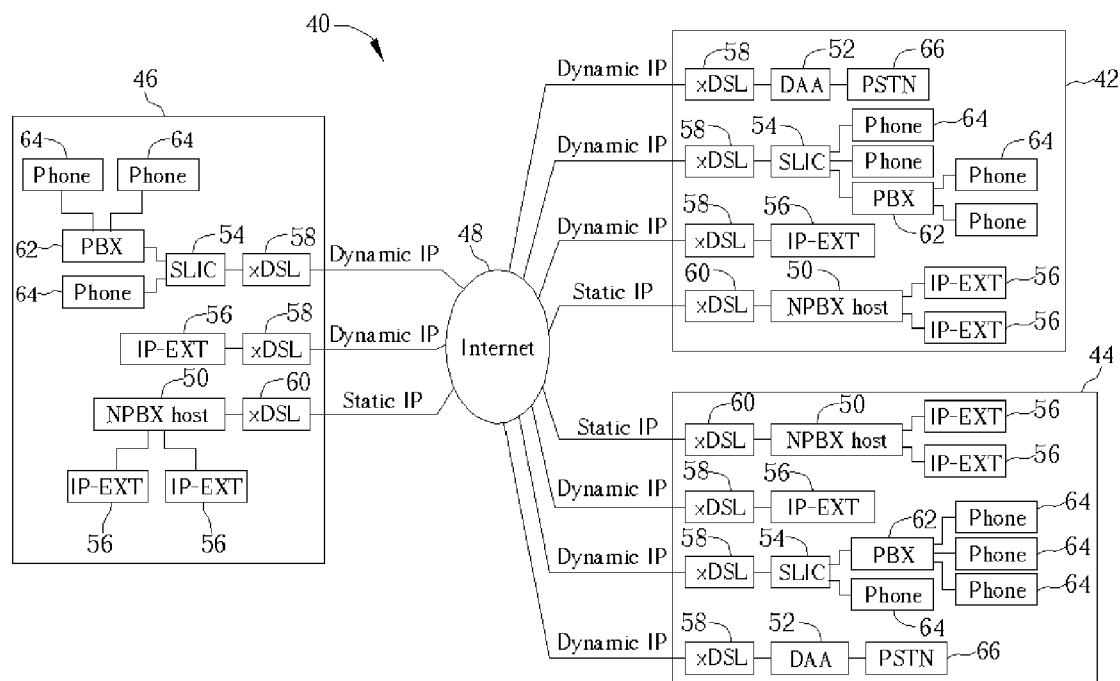 40
46
64 64
Phone Phone
62 PBX 54 58
SLIC xDSL Dynamic IP
64 Phone
56 58
IP-EXT xDSL Dynamic IP
50 60
NPBX host xDSL Static IP
IP-EXT IP-EXT
56 56
48
Internet
42
58 52 66
Dynamic IP xDSL DAA PSTN
58 54 Phone 64
Dynamic IP xDSL SLIC Phone 64
PBX Phone
62 Phone
58 56
Dynamic IP xDSL IP-EXT
60 50 IP-EXT 56
Static IP xDSL NPBX host
IP-EXT 56
44
60 50 IP-EXT 56
Static IP xDSL NPBX host
IP-EXT 56
58 56
Dynamic IP xDSL IP-EXT
58 54 62 Phone 64
Dynamic IP xDSL SLIC PBX Phone 64
Phone Phone 64
64
58 52
Dynamic IP xDSL DAA PSTN 66